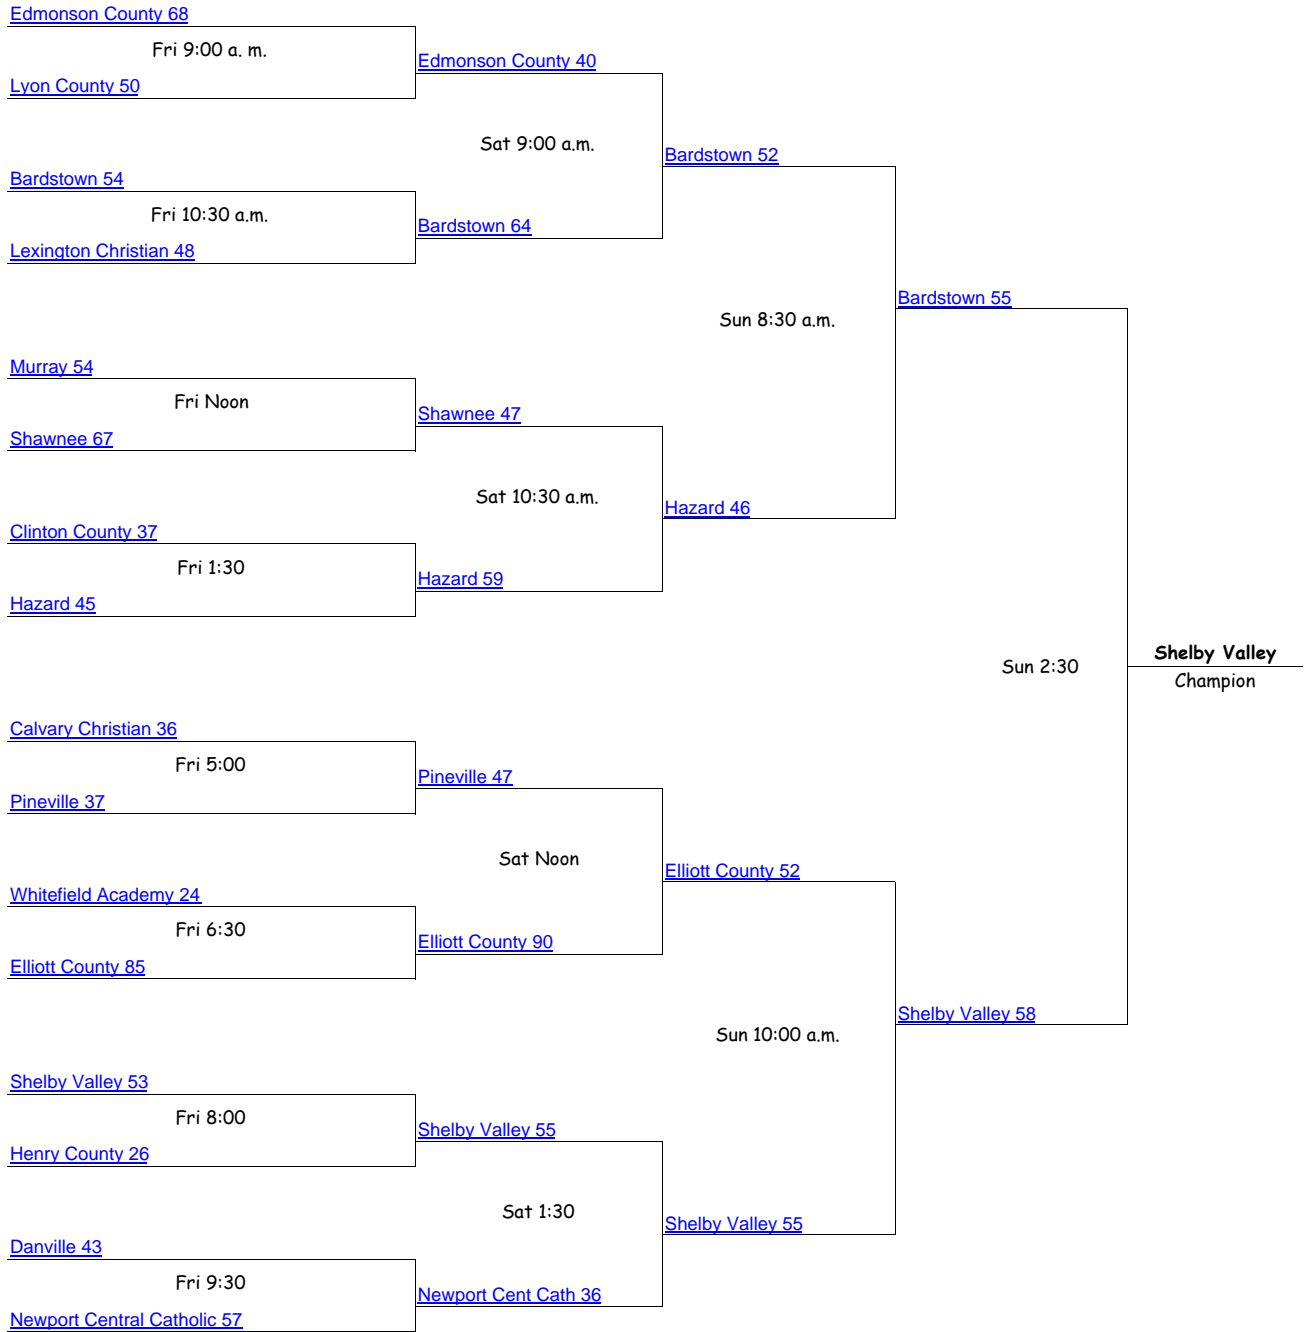 Edmonson County 68
Fri 9:00 a. m.
Edmonson County 40
Lyon County 50
Sat 9:00 a.m.
Bardstown 52
Bardstown 54
Fri 10:30 a.m.
Bardstown 64
Lexington Christian 48
Bardstown 55
Sun 8:30 a.m.
Murray 54
Fri Noon
Shawnee 47
Shawnee 67
Sat 10:30 a.m.
Hazard 46
Clinton County 37
Fri 1:30
Hazard 59
Hazard 45
Shelby Valley
Sun 2:30
Champion
Calvary Christian 36
Fri 5:00
Pineville 47
Pineville 37
Sat Noon
Elliott County 52
Whitefield Academy 24
Fri 6:30
Elliott County 90
Elliott County 85
Shelby Valley 58
Sun 10:00 a.m.
Shelby Valley 53
Fri 8:00
Shelby Valley 55
Henry County 26
Sat 1:30
Shelby Valley 55
Danville 43
Fri 9:30
Newport Cent Cath 36
Newport Central Catholic 57